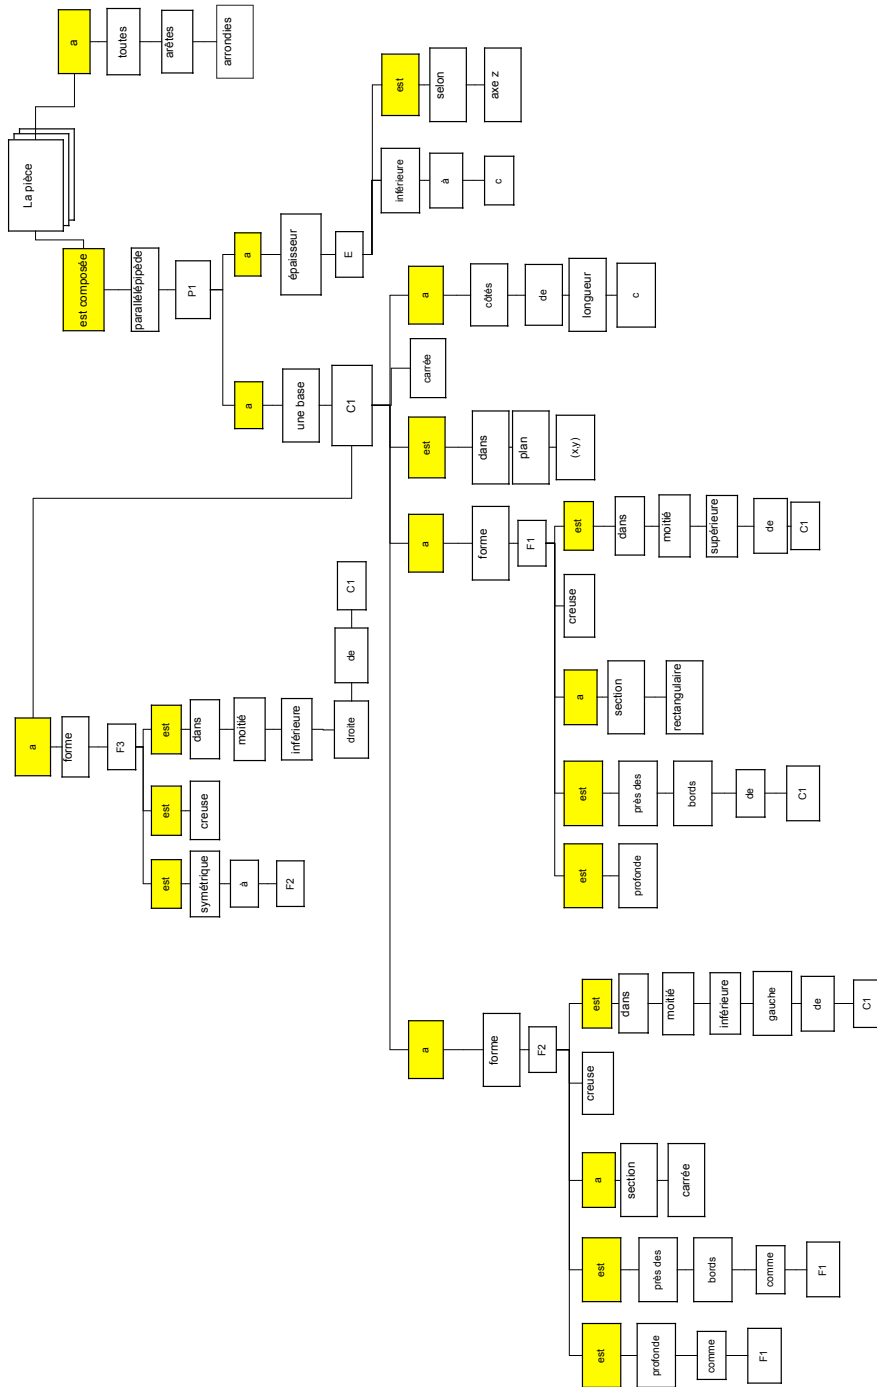 La pièce
a
toutes
arêtes
arrondies
est composée
parallélépipède
P1
a
épaisseur
E
est
selon
axe z
inférieure
à
c
a
une base
C1
a
côtés
de
longueur
c
carrée
est
dans
plan
(x,y)
a
forme
F1
est
dans
moitié
supérieure
de
C1
creuse
a
section
rectangulaire
est
près des
bords
de
C1
est
profonde
a
forme
F2
est
dans
moitié
inférieure
gauche
de
C1
creuse
a
section
carrée
est
près des
bords
comme
F1
est
profonde
comme
F1
a
forme
F3
est
dans
moitié
inférieure
droite
de
C1
est
creuse
est
symétrique
à
F2